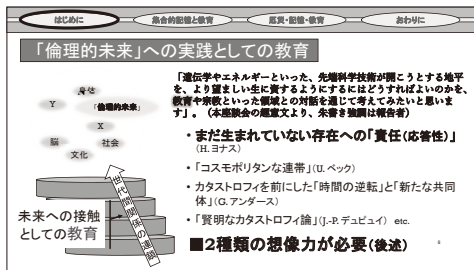 はじめに 集合的記憶と教育 厄災・記憶・教育 おわりに
「倫理的未来」への実践としての教育
「遺伝学やエネルギーといった、先端科学技術が開こうとする地平
を、より望ましい生に資するようにするにはどうすればよいのかを、
教育や宗教といった領域との対話を通じて考えてみたいと思いま
す」。（本座談会の趣意文より、朱書き強調は報告者）
・まだ生まれていない存在への「責任（応答性）」
（H. ヨナス）
・「コスモポリタンな連帯」（U. ベック）
・カタストロフィを前にした「時間の逆転」と「新たな共同
体」（G. アンダース）
・「賢明なカタストロフィ論」（J.-P. デュピュイ） etc.
■2種類の想像力が必要（後述）
Y
「倫理的未来」
X
脳
社会
文化
世代間関係の連鎖
未来への接触
としての教育